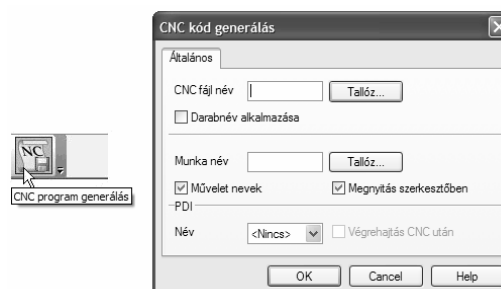 CNC kód generálás
Általános
CNC fájl név
Tallóz...
Darabnév alkalmazása
Munka név
Tallóz...
Művelet nevek
Megnyitás szerkesztőben
PDI
Név
<Nincs>
Végrehajtás CNC után
OK
Cancel
Help
NC
CNC program generálás